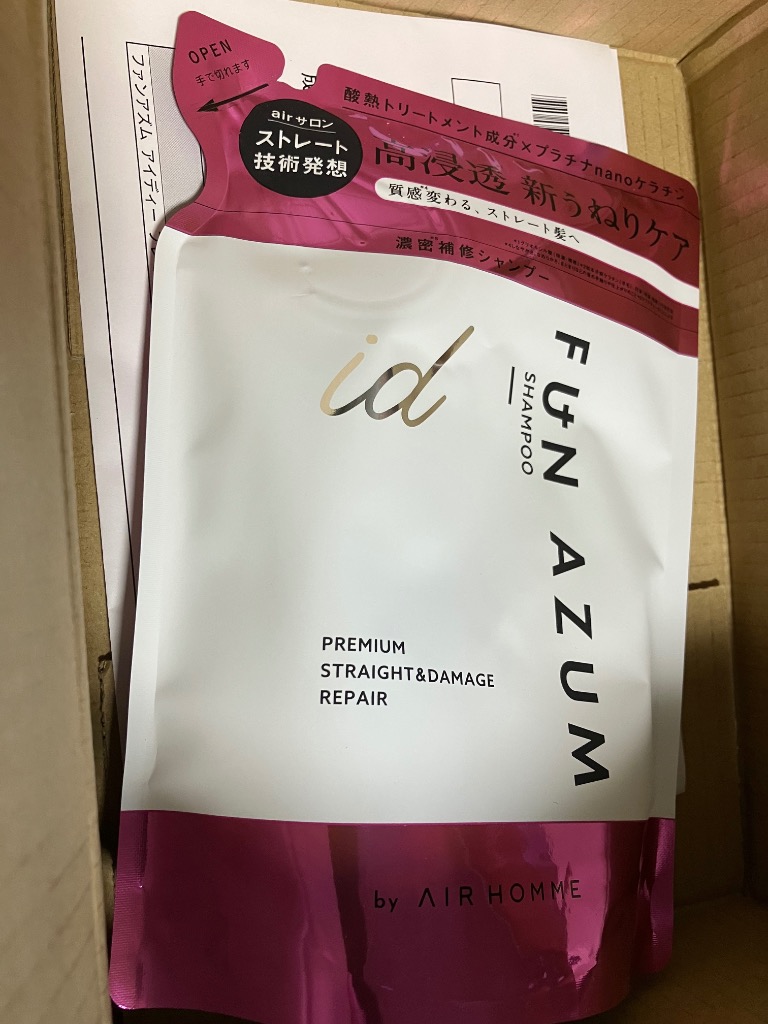 OPEN
手で切れます
airサロン
ストレート
技術発想
酸熱トリートメント成分×プラチナnanoケラチン
高浸透 新うねりケア
質感変わる、ストレート髪へ
濃密補修シャンプー
id
FUN AZUM
SHAMPOO
PREMIUM
STRAIGHT&DAMAGE
REPAIR
by AIR HOMME
ファンアズム アイディー
成